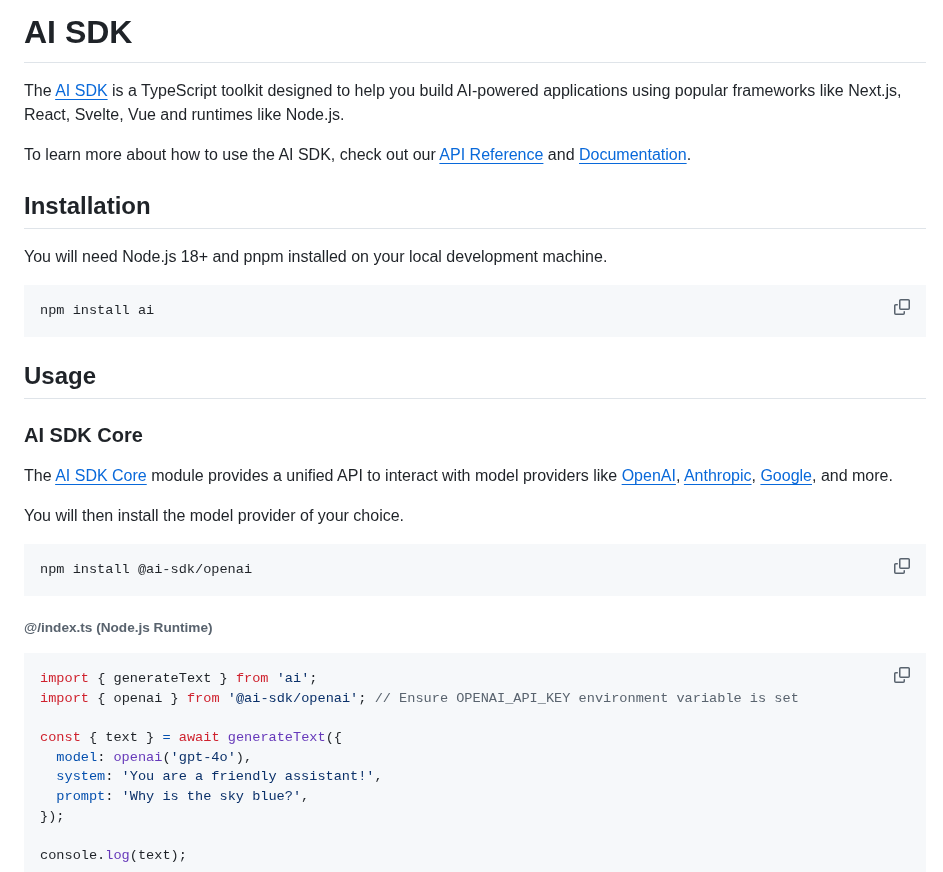 AI SDK
The AI SDK is a TypeScript toolkit designed to help you build AI-powered applications using popular frameworks like Next.js,
React, Svelte, Vue and runtimes like Node.js.
To learn more about how to use the AI SDK, check out our API Reference and Documentation.
Installation
You will need Node.js 18+ and pnpm installed on your local development machine.
npm install ai
Usage
AI SDK Core
The AI SDK Core module provides a unified API to interact with model providers like OpenAI, Anthropic, Google, and more.
You will then install the model provider of your choice.
npm install @ai-sdk/openai
@/index.ts (Node.js Runtime)
import { generateText } from 'ai';
import { openai } from '@ai-sdk/openai'; // Ensure OPENAI_API_KEY environment variable is set
const { text } = await generateText({
  model: openai('gpt-4o'),
  system: 'You are a friendly assistant!',
  prompt: 'Why is the sky blue?',
});
console.log(text);